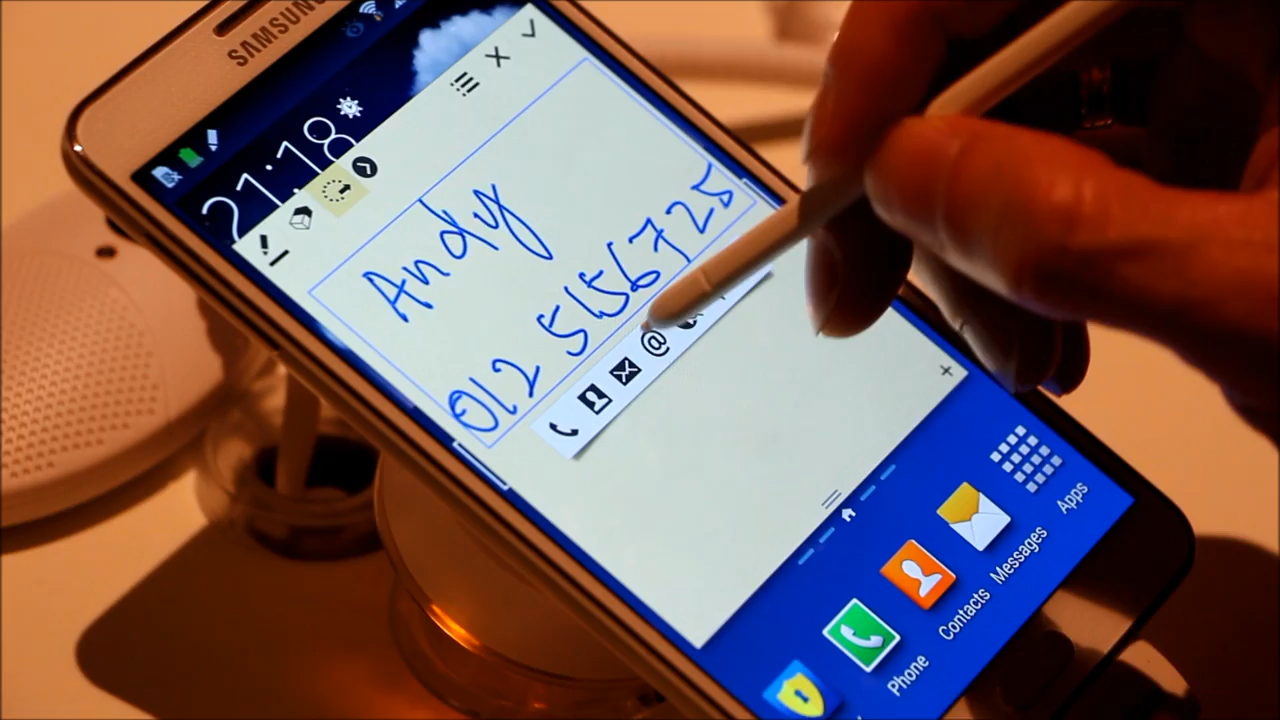 SAMSUNG
21:18
Andy
012 5156725
Apps
Messages
Contacts
Phone